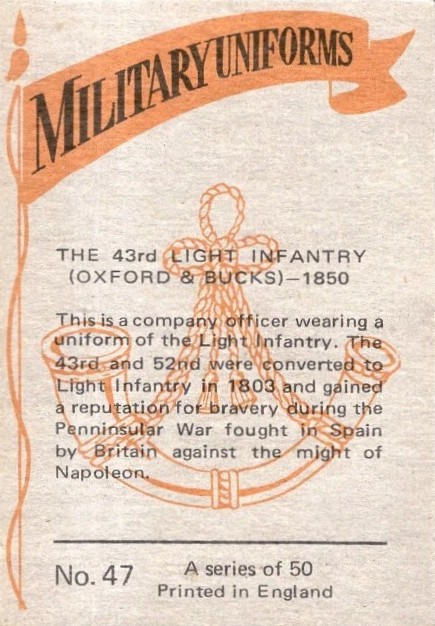 MILITARY UNIFORMS
THE 43rd LIGHT INFANTRY
(OXFORD & BUCKS)–1850
This is a company officer wearing a
uniform of the Light Infantry. The
43rd and 52nd were converted to
Light Infantry in 1803 and gained
a reputation for bravery during the
Penninsular War fought in Spain
by Britain against the might of
Napoleon.
No. 47
A series of 50
Printed in England